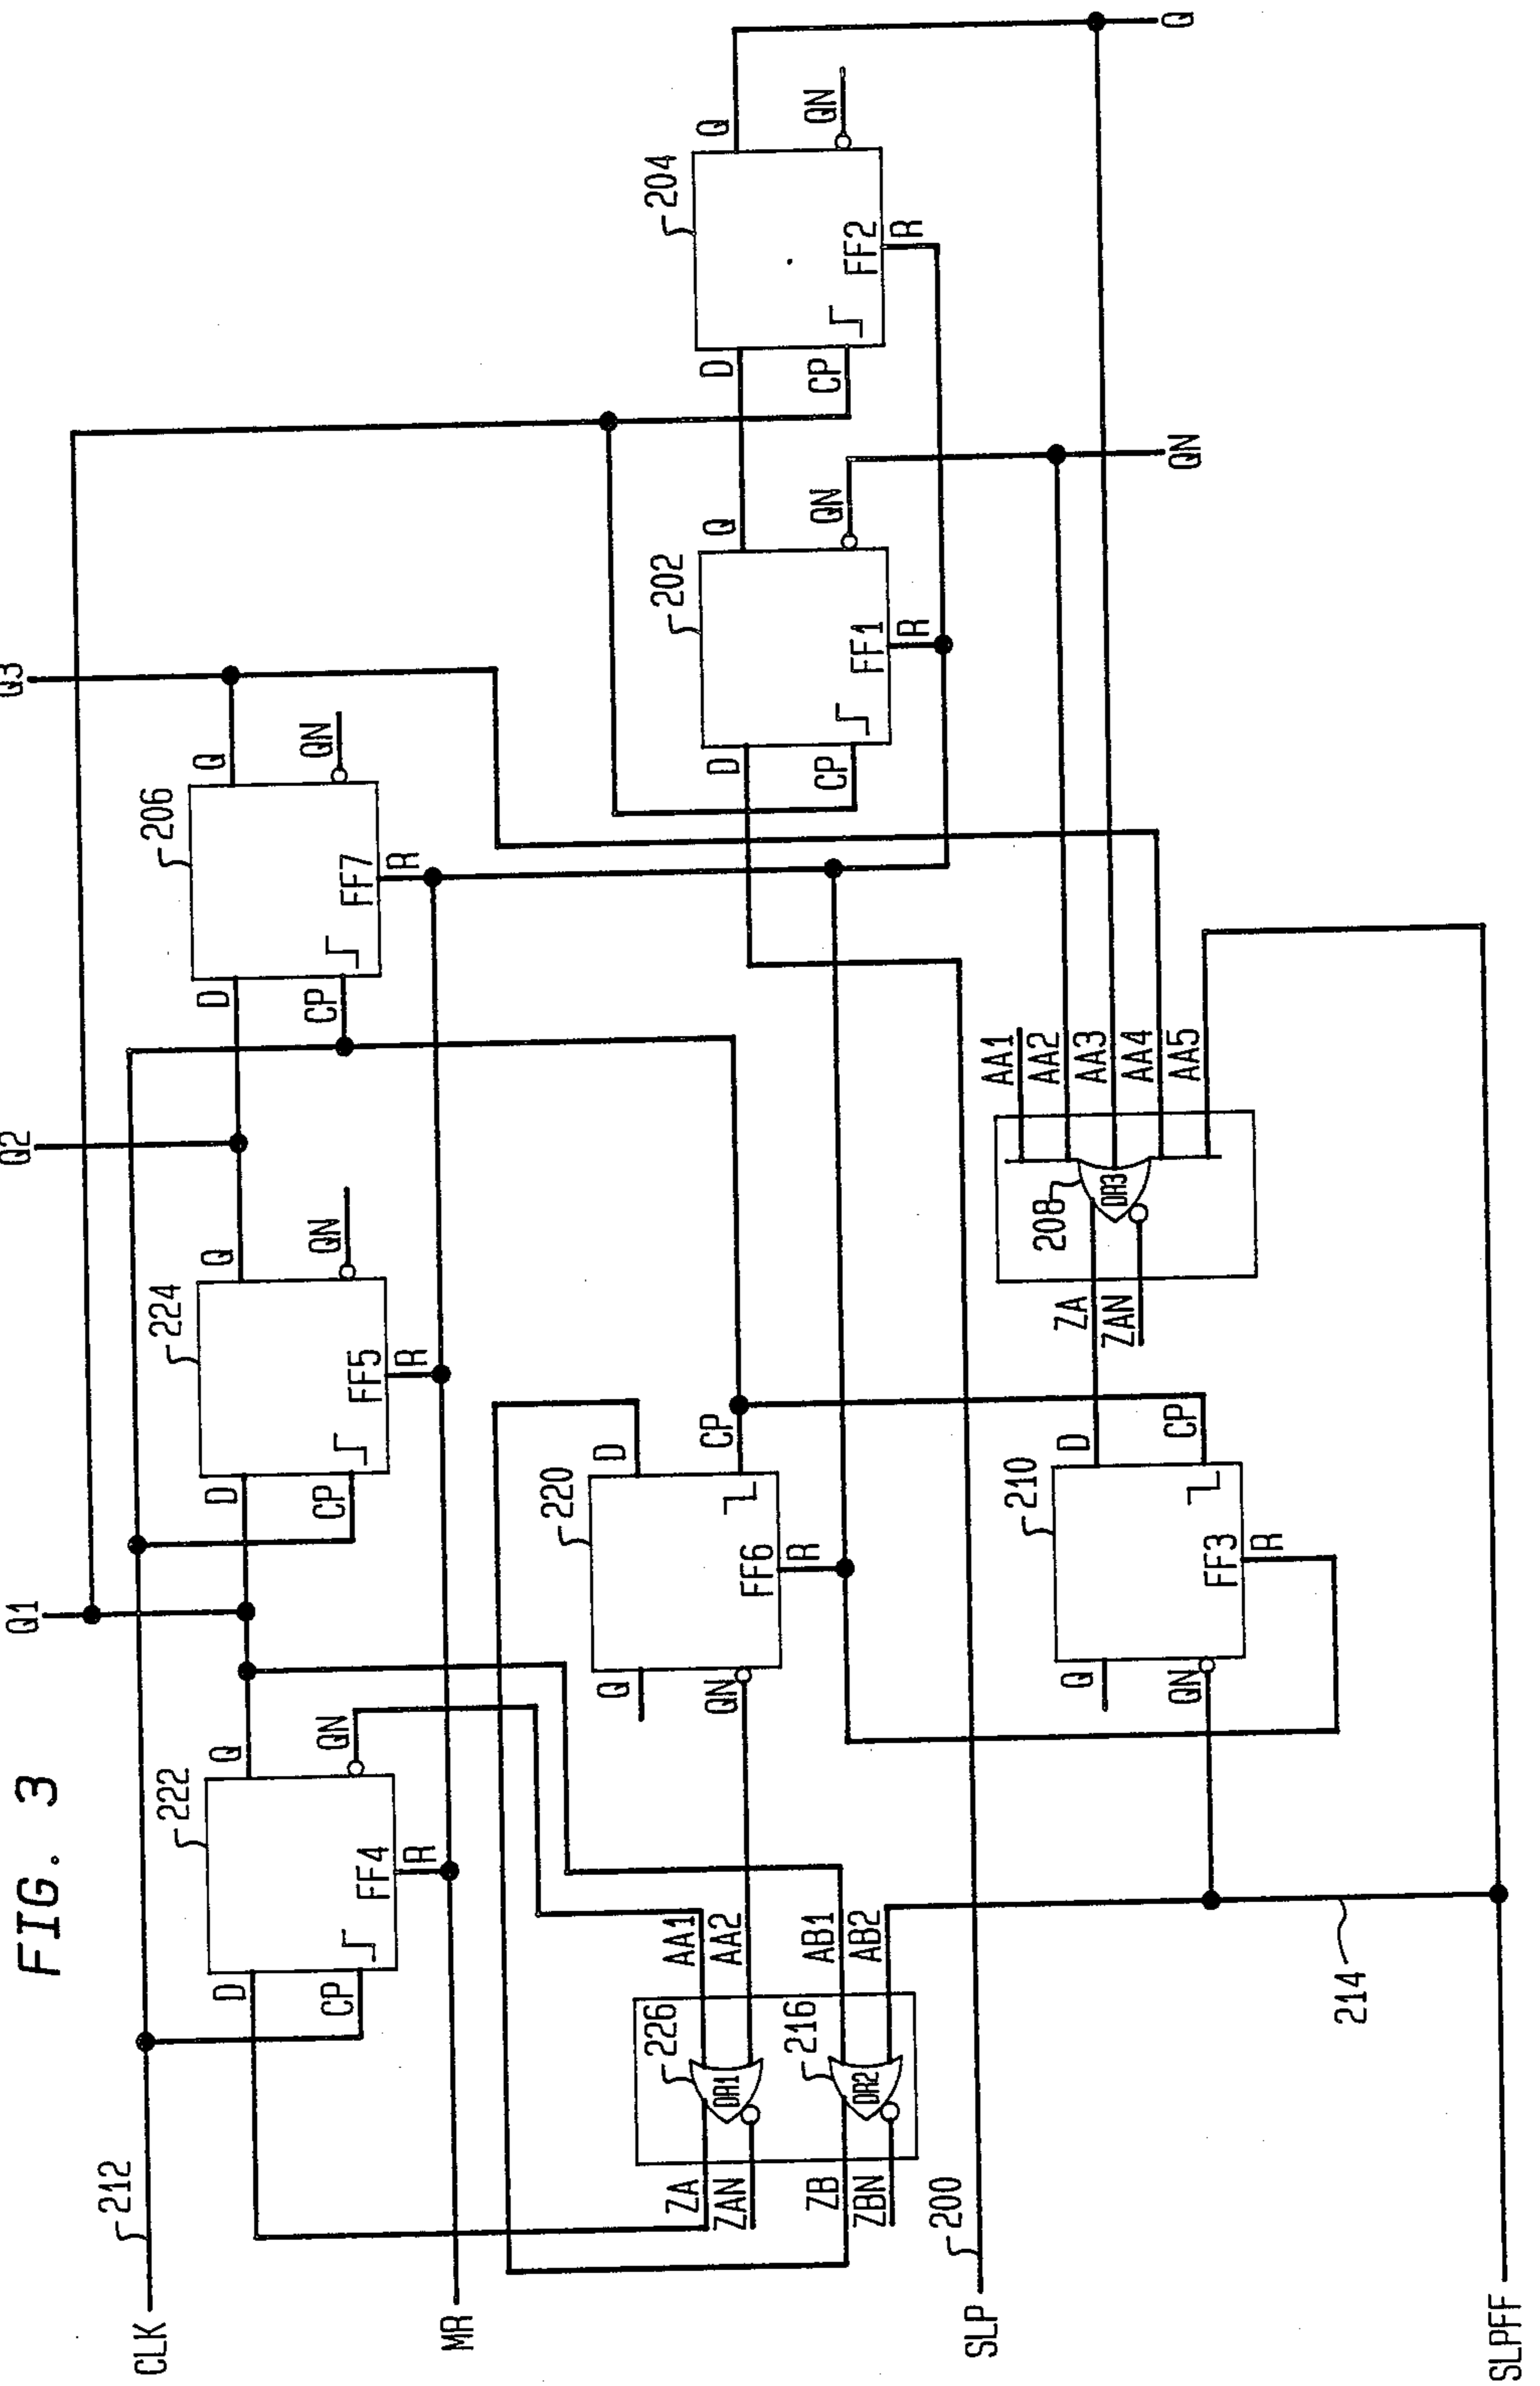 FIG. 3
Q1
Q2
Q3
CLK
212
MR
SLP
200
SLPFF
214
222
D
CP
FF4
R
Q
QN
224
D
CP
FF5
R
Q
QN
206
D
CP
FF7
R
Q
QN
226
OR1
AA1
AA2
ZA
ZAN
216
OR2
AB1
AB2
ZB
ZBN
220
D
CP
FF6
R
Q
QN
202
D
CP
FF1
R
Q
QN
204
D
CP
FF2
R
Q
QN
210
D
CP
FF3
R
Q
QN
208
OR3
ZA
ZAN
AA1
AA2
AA3
AA4
AA5
QN
Q